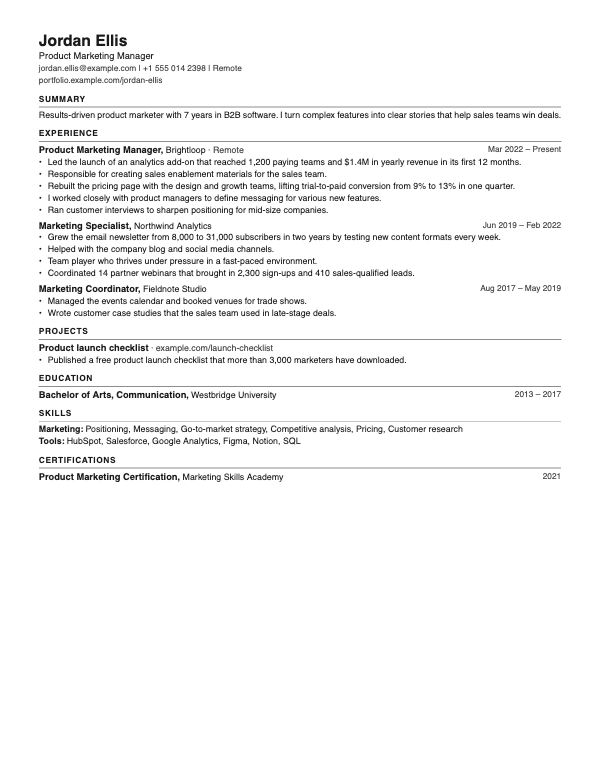 Jordan Ellis
Product Marketing Manager
jordan.ellis@example.com | +1 555 014 2398 | Remote
portfolio.example.com/jordan-ellis
SUMMARY
Results-driven product marketer with 7 years in B2B software. I turn complex features into clear stories that help sales teams win deals.
EXPERIENCE
Product Marketing Manager, Brightloop · Remote Mar 2022 – Present
• Led the launch of an analytics add-on that reached 1,200 paying teams and $1.4M in yearly revenue in its first 12 months.
• Responsible for creating sales enablement materials for the sales team.
• Rebuilt the pricing page with the design and growth teams, lifting trial-to-paid conversion from 9% to 13% in one quarter.
• I worked closely with product managers to define messaging for various new features.
• Ran customer interviews to sharpen positioning for mid-size companies.
Marketing Specialist, Northwind Analytics Jun 2019 – Feb 2022
• Grew the email newsletter from 8,000 to 31,000 subscribers in two years by testing new content formats every week.
• Helped with the company blog and social media channels.
• Team player who thrives under pressure in a fast-paced environment.
• Coordinated 14 partner webinars that brought in 2,300 sign-ups and 410 sales-qualified leads.
Marketing Coordinator, Fieldnote Studio Aug 2017 – May 2019
• Managed the events calendar and booked venues for trade shows.
• Wrote customer case studies that the sales team used in late-stage deals.
PROJECTS
Product launch checklist · example.com/launch-checklist
• Published a free product launch checklist that more than 3,000 marketers have downloaded.
EDUCATION
Bachelor of Arts, Communication, Westbridge University 2013 – 2017
SKILLS
Marketing: Positioning, Messaging, Go-to-market strategy, Competitive analysis, Pricing, Customer research
Tools: HubSpot, Salesforce, Google Analytics, Figma, Notion, SQL
CERTIFICATIONS
Product Marketing Certification, Marketing Skills Academy 2021